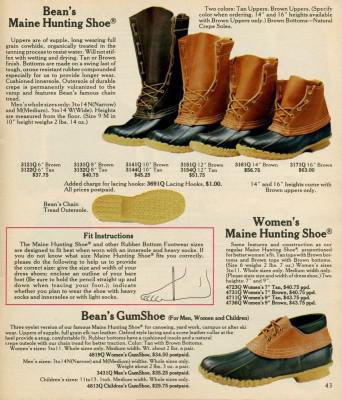 Bean's
Maine Hunting Shoe®
Uppers are of supple, long wearing full
grain cowhide, organically treated in the
tanning process to resist water. Will not stif-
fen with wetting and drying. Tan or Brown
finish. Bottoms are made on a swing last of
tough, ozone resistant rubber compounded
especially for us to provide longer wear.
Cushioned innersole. Outersole of durable
crepe is permanently vulcanized to the
vamp and features Bean's famous chain
tread.
Men's whole sizes only: 3 to 14 N(Narrow)
and M(Medium). 5 to 14 W(Wide). Heights
are measured from the floor. (Size 9 M in
10" height weighs 2 lbs. 14 oz.)
Two colors: Tan Uppers. Brown Uppers. (Specify
color when ordering. 14" and 16" heights available
with Brown Uppers only.) Brown Bottoms—Natural
Crepe Soles.
3121Q 6" Brown
3122Q 6" Tan
$37.75
3131Q 8" Brown
3132Q 8" Tan
$40.75
3141Q 10" Brown
3144Q 10" Tan
$45.25
3151Q 12" Brown
3154Q 12" Tan
$51.75
3161Q 14" Brown
$56.75
3171Q 16" Brown
$63.00
Added charge for lacing hooks: 3691Q Lacing Hooks, $1.00.
All prices postpaid.
14" and 16" heights come with
Brown uppers only.
Bean's Chain
Tread Outersole.
Fit Instructions
The Maine Hunting Shoe® and other Rubber Bottom Footwear sizes
are designed to fit best when worn with an innersole and heavy socks. If
you do not know what size Maine Hunting Shoe® fits you correctly,
please do the following to help us to provide
the correct size: give the size and width of your
dress shoes; enclose an outline of your bare
foot (Be sure to hold the pencil straight up and
down when tracing your foot.); indicate
whether you plan to wear the shoe with heavy
socks and innersoles or with light socks.
Women's
Maine Hunting Shoe®
Same features and construction as our
regular Maine Hunting Shoe® proportioned
for better women's fit. Tan tops with Brown bot-
toms and Brown tops with Brown bottoms.
(Size 6 weighs 2 lbs. 7 oz.) Women's sizes
3 to 11. Whole sizes only. Medium width only.
(Please state size and width of dress shoe.) Two
heights: 7" and 9".
4723Q Women's 7" Tan, $40.75 ppd.
Women's 7" Brown, $40.75 ppd.
4711Q Women's 9" Tan, $43.75 ppd.
Women's 9" Brown, $43.75 ppd.
Bean's GumShoe (For Men, Women and Children)
Three eyelet version of our famous Maine Hunting Shoe® for canoeing, yard work, campus or after ski
wear. Uppers of supple, full grain oil tan leather. Oxford style lacing and a screw leather collar at the
heel provide a snug, comfortable fit. Rubber bottoms have a cushioned insole and a natural
crepe outsole with our chain tread for better traction. Color: Tan with Brown Bottoms.
Women's sizes: 3 to 11. Whole sizes only. Medium width. Wt. about 2 lbs. a pair.
4819Q Women's GumShoe, $34.50 postpaid.
Men's sizes: 3 to 14 N(Narrow) and M(Medium) widths. Whole sizes only.
Weight about 2 lbs. 3 oz. a pair.
3431Q Men's GumShoe, $35.25 postpaid.
Children's sizes: 11 to 13, 1 to 3. Medium width. Whole sizes only.
4813Q Children's GumShoe, $29.75 postpaid.
43